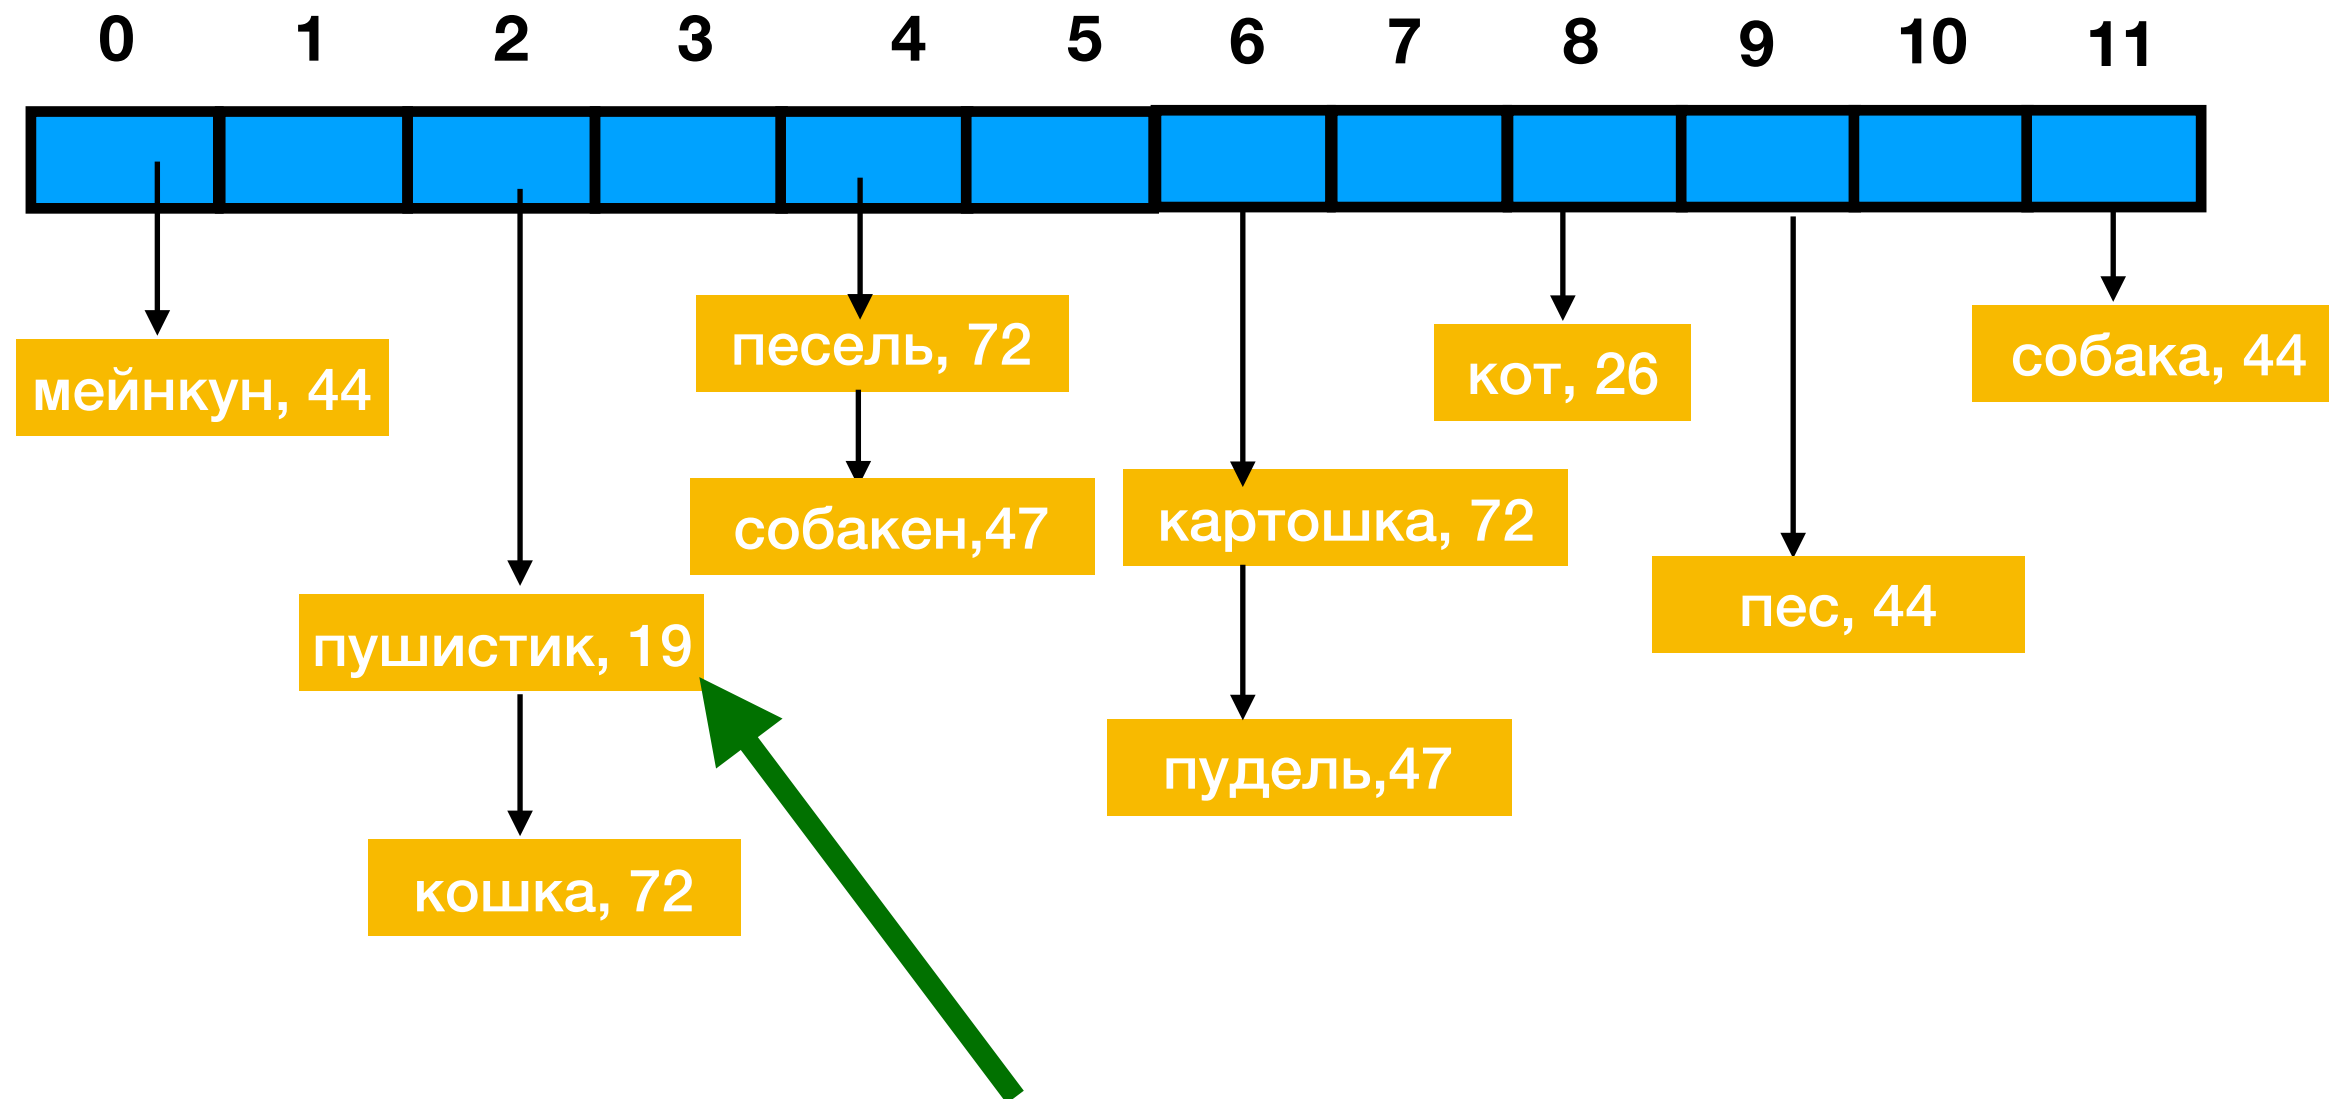 0 1 2 3 4 5 6 7 8 9 10 11
мейнкун, 44
песель, 72
кот, 26
собака, 44
собакен,47
картошка, 72
пес, 44
пушистик, 19
пудель,47
кошка, 72